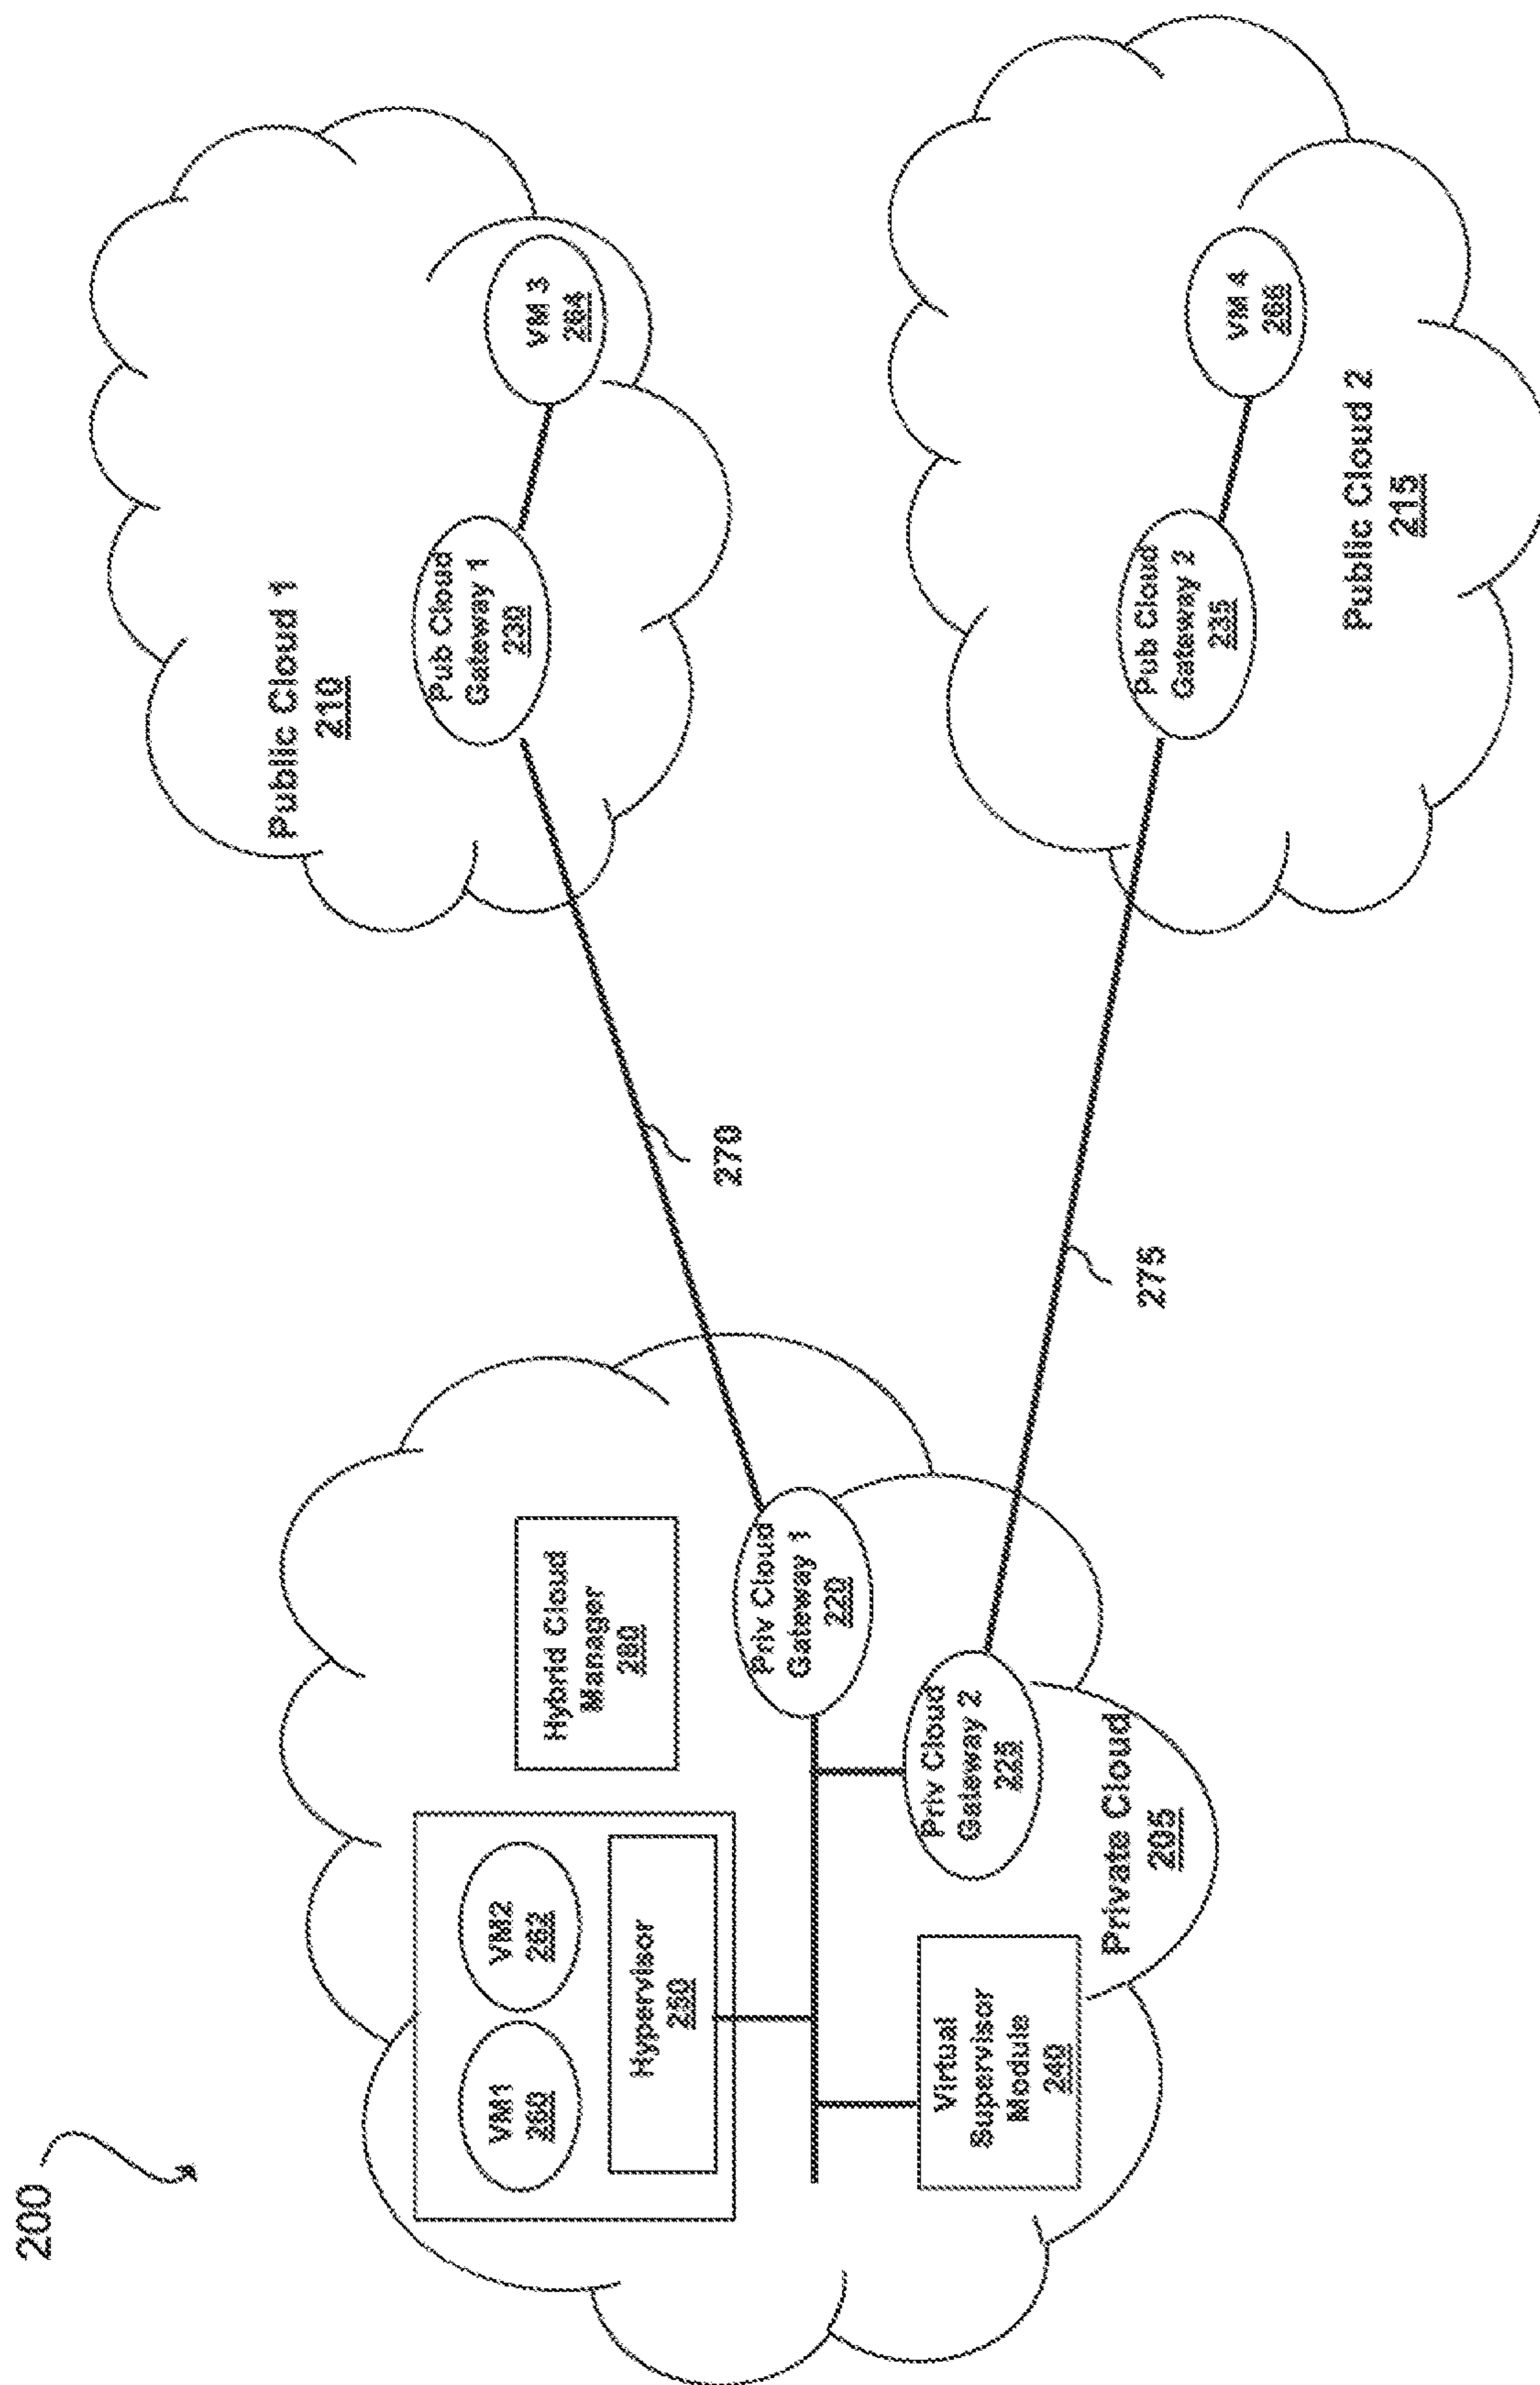 200
VM1
260
VM2
262
Hypervisor
250
Hybrid Cloud
Manager
280
Priv Cloud
Gateway 1
220
Priv Cloud
Gateway 2
225
Virtual
Supervisor
Module
240
Private Cloud
205
270
275
Public Cloud 1
210
Pub Cloud
Gateway 1
230
VM 3
264
Pub Cloud
Gateway 2
235
VM 4
266
Public Cloud 2
215